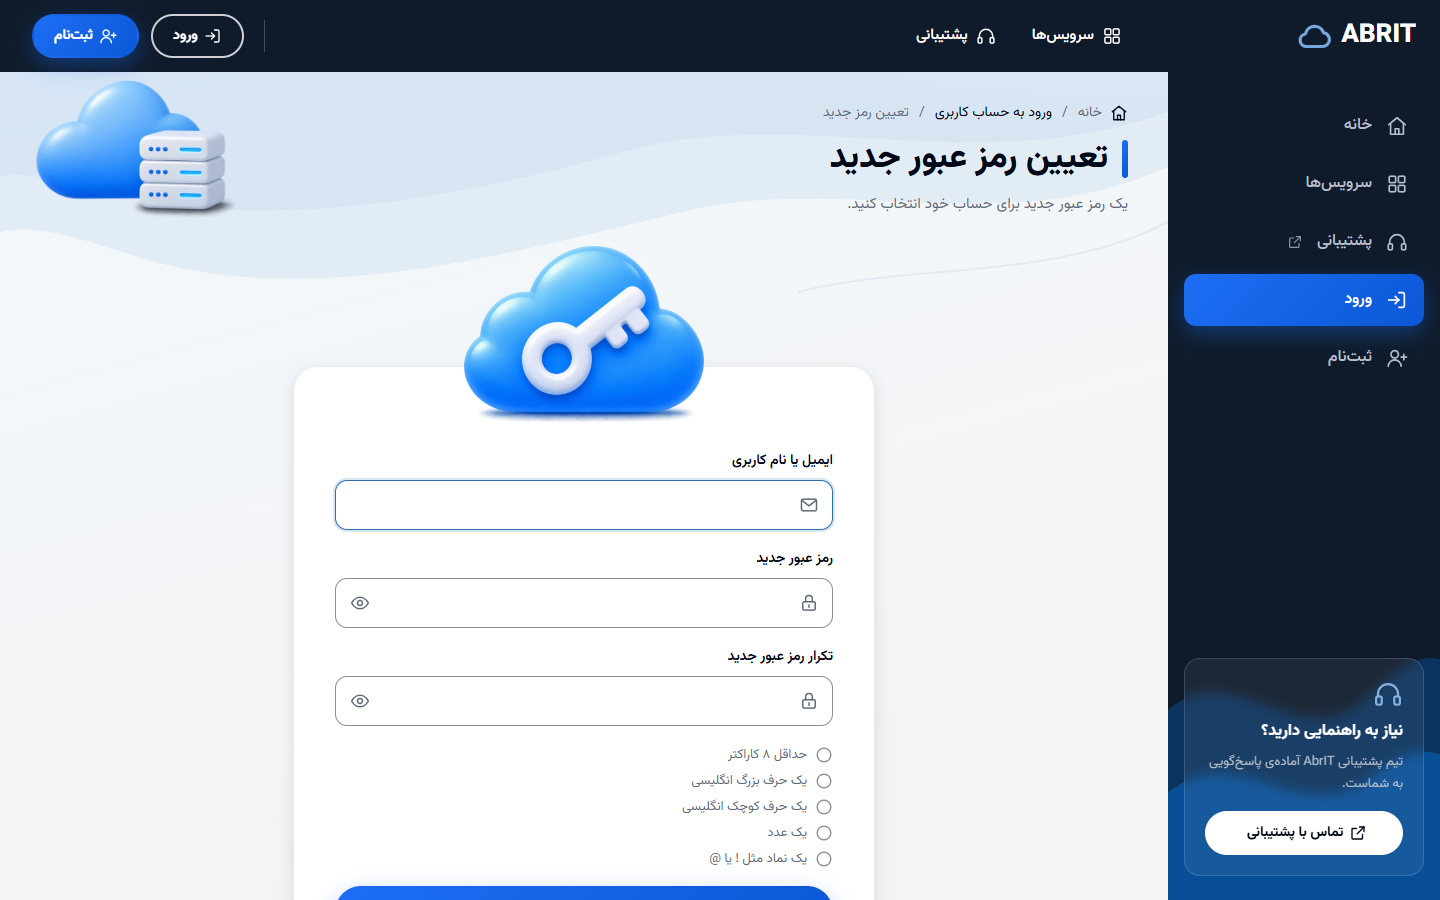 ABRIT
سرویس‌ها
پشتیبانی
ورود
ثبت‌نام
خانه
سرویس‌ها
پشتیبانی
ورود
ثبت‌نام
خانه / ورود به حساب کاربری / تعیین رمز جدید
تعیین رمز عبور جدید
یک رمز عبور جدید برای حساب خود انتخاب کنید.
ایمیل یا نام کاربری
رمز عبور جدید
تکرار رمز عبور جدید
حداقل ۸ کاراکتر
یک حرف بزرگ انگلیسی
یک حرف کوچک انگلیسی
یک عدد
یک نماد مثل ! یا @
نیاز به راهنمایی دارید؟
تیم پشتیبانی AbrIT آماده‌ی پاسخ‌گویی
به شماست.
تماس با پشتیبانی